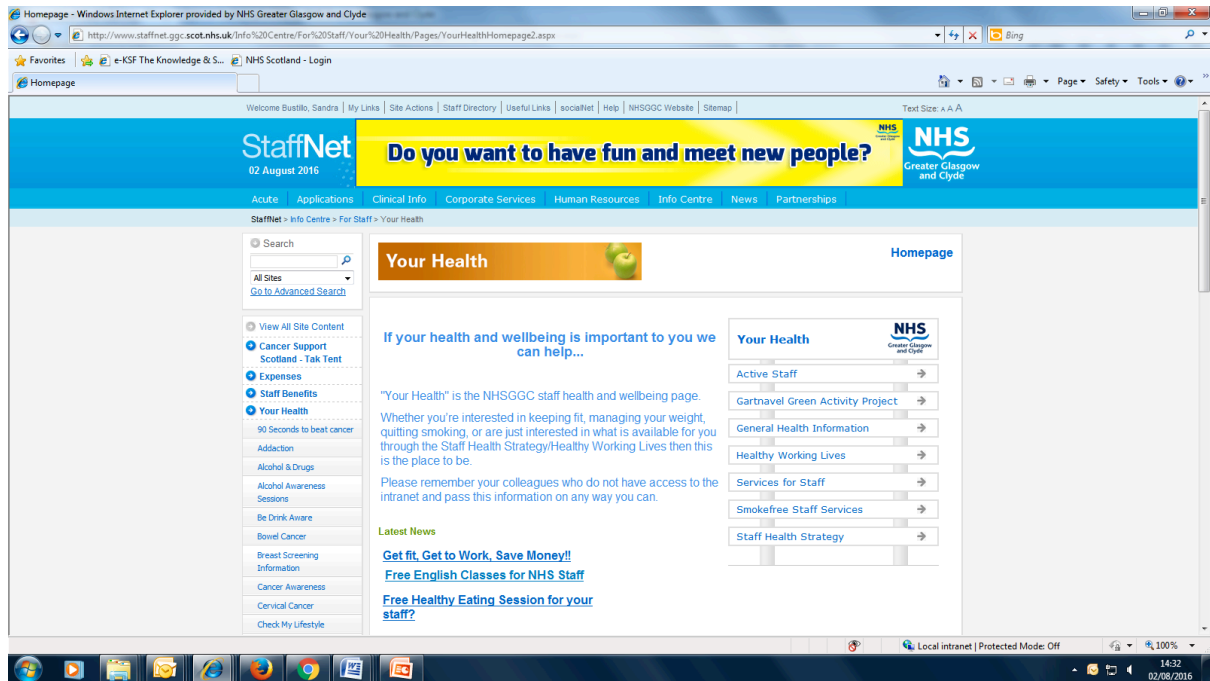 Homepage - Windows Internet Explorer provided by NHS Greater Glasgow and Clyde
http://www.staffnet.ggc.scot.nhs.uk/Info%20Centre/For%20Staff/Your%20Health/Pages/YourHealthHomepage2.aspx
Bing
Favorites e-KSF The Knowledge & S... NHS Scotland - Login
Homepage
Page Safety Tools
Welcome Bustillo, Sandra | My Links | Site Actions | Staff Directory | Useful Links | socialNet | Help | NHSGGC Website | Sitemap |
Text Size: A A A
StaffNet
02 August 2016
Do you want to have fun and meet new people?
NHS
NHS
Greater Glasgow
and Clyde
Acute Applications Clinical Info Corporate Services Human Resources Info Centre News Partnerships
StaffNet > Info Centre > For Staff > Your Health
Search
All Sites
Go to Advanced Search
View All Site Content
Cancer Support
Scotland - Tak Tent
Expenses
Staff Benefits
Your Health
90 Seconds to beat cancer
Addaction
Alcohol & Drugs
Alcohol Awareness
Sessions
Be Drink Aware
Bowel Cancer
Breast Screening
Information
Cancer Awareness
Cervical Cancer
Check My Lifestyle
Your Health
Homepage
If your health and wellbeing is important to you we
can help...
"Your Health" is the NHSGGC staff health and wellbeing page.
Whether you're interested in keeping fit, managing your weight,
quitting smoking, or are just interested in what is available for you
through the Staff Health Strategy/Healthy Working Lives then this
is the place to be.
Please remember your colleagues who do not have access to the
intranet and pass this information on any way you can.
Latest News
Get fit, Get to Work, Save Money!!
Free English Classes for NHS Staff
Free Healthy Eating Session for your
staff?
Your Health
NHS
Greater Glasgow
and Clyde
Active Staff
Gartnavel Green Activity Project
General Health Information
Healthy Working Lives
Services for Staff
Smokefree Staff Services
Staff Health Strategy
Local intranet | Protected Mode: Off
100%
14:32
02/08/2016